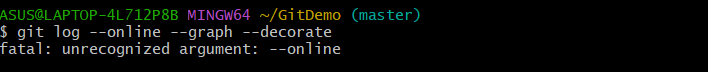 ASUS@LAPTOP-4L712P8B MINGW64 ~/GitDemo (master)
$ git log --online --graph --decorate
fatal: unrecognized argument: --online